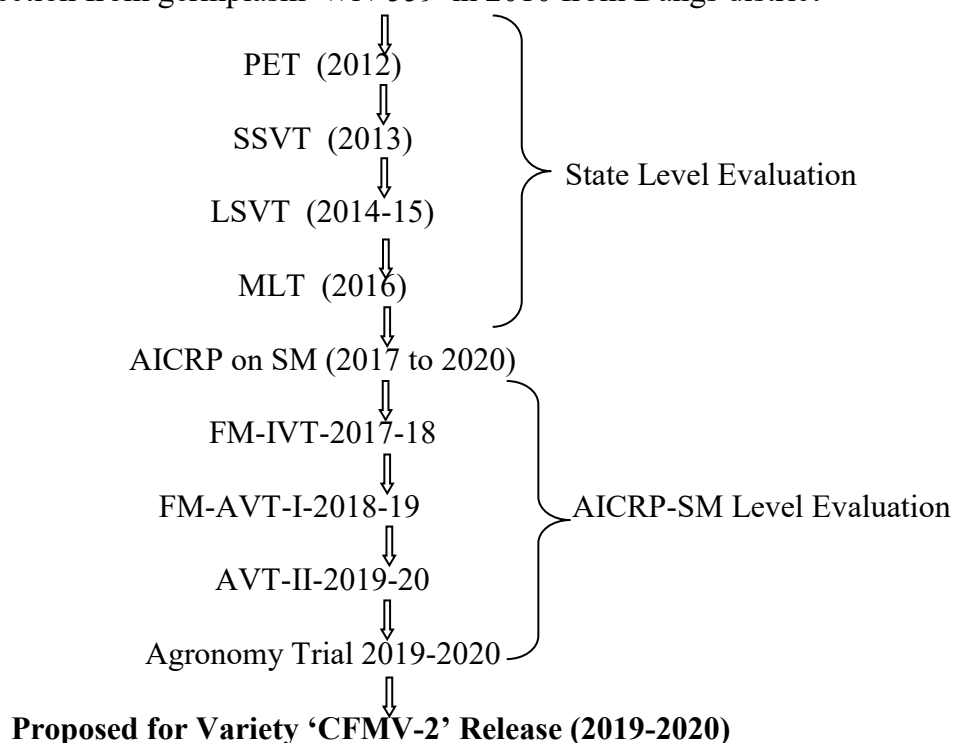 from germplasm
PET (2012)
SSVT (2013)
LSVT (2014-15)
State Level Evaluation
MLT (2016)
AICRP on SM (2017 to 2020)
FM-IVT-2017-18
FM-AVT-I-2018-19
AICRP-SM Level Evaluation
AVT-II-2019-20
Agronomy Trial 2019-2020
Proposed for Variety ‘CFMV-2’ Release (2019-2020)